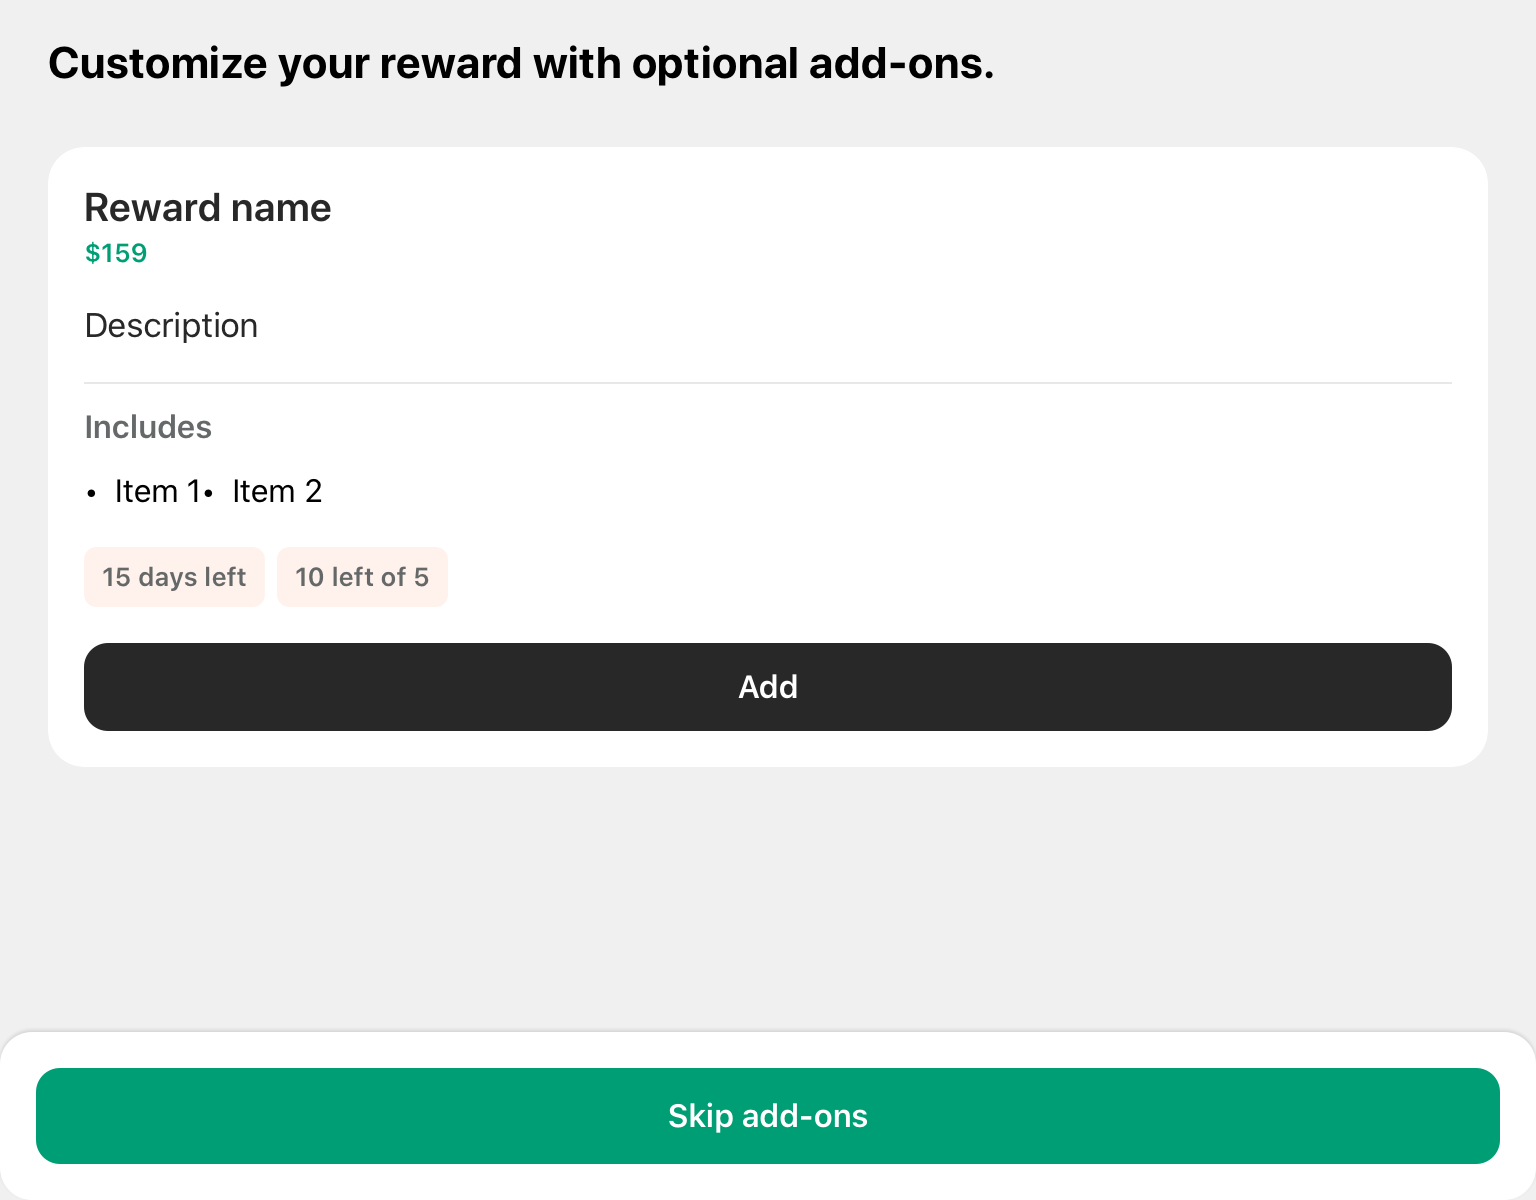 Customize your reward with optional add-ons.
Reward name
$159
Description
Includes
• Item 1• Item 2
15 days left 10 left of 5
Add
Skip add-ons